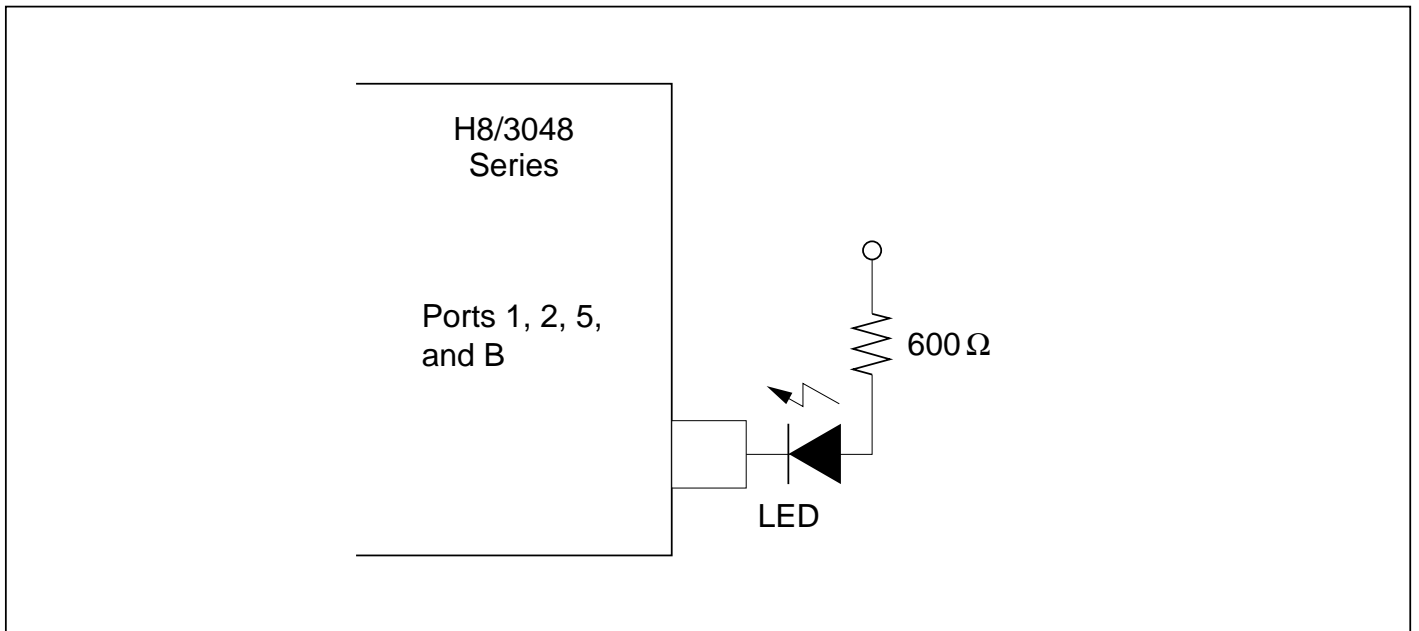 H8/3048
Series
Ports 1, 2, 5,
and B
600 Ω
LED